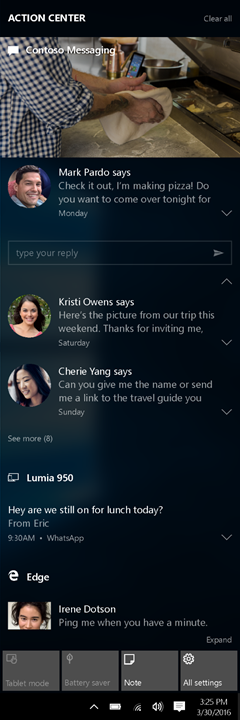 ACTION CENTER Clear all
Contoso Messaging
Mark Pardo says
Check it out, I'm making pizza! Do
you want to come over tonight for
Monday
type your reply
Kristi Owens says
Here's the picture from our trip this
weekend. Thanks for inviting me,
Saturday
Cherie Yang says
Can you give me the name or send
me a link to the travel guide you
Sunday
See more (8)
Lumia 950
Hey are we still on for lunch today?
From Eric
9:30AM • WhatsApp
Edge
Irene Dotson
Ping me when you have a minute.
Expand
Tablet mode Battery saver Note All settings
3:25 PM
3/30/2016